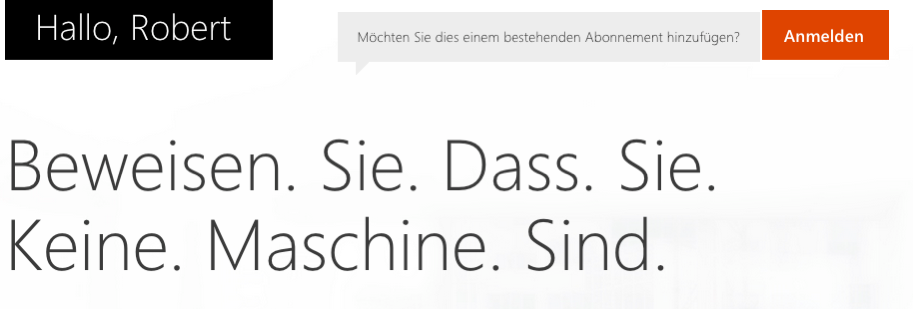 Hallo, Robert
Möchten Sie dies einem bestehenden Abonnement hinzufügen?
Anmelden
Beweisen. Sie. Dass. Sie.
Keine. Maschine. Sind.